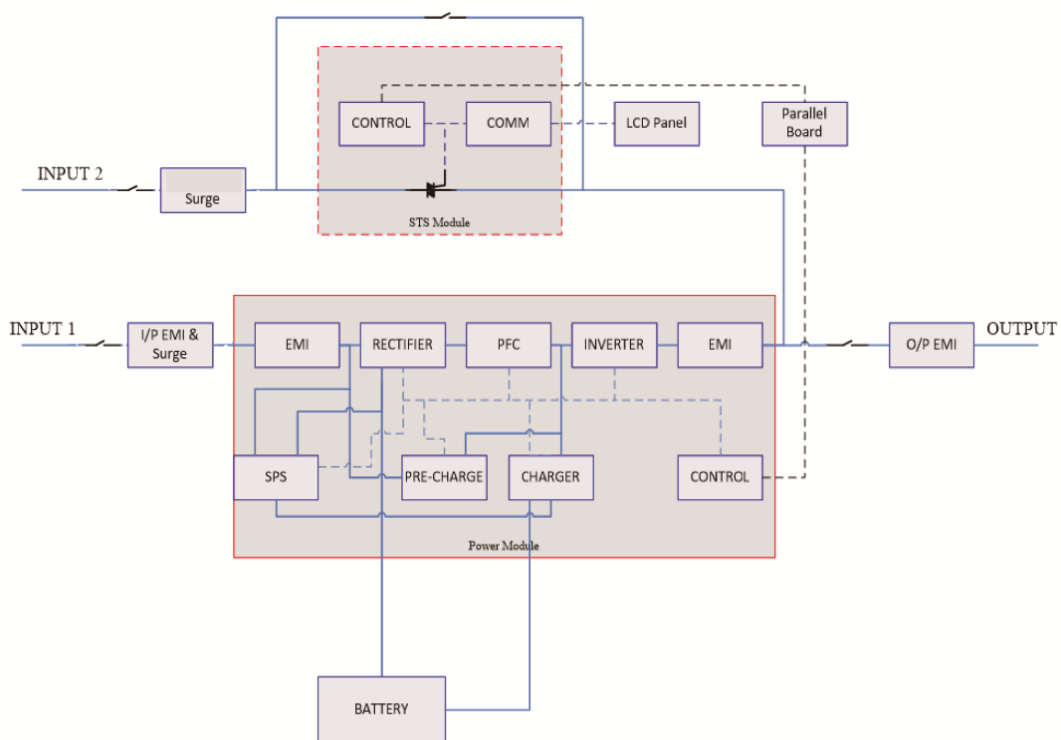 CONTROL
COMM
LCD Panel
Parallel
Board
INPUT 2
Surge
STS Module
INPUT 1
I/P EMI &
Surge
EMI
RECTIFIER
PFC
INVERTER
EMI
O/P EMI
OUTPUT
SPS
PRE-CHARGE
CHARGER
CONTROL
Power Module
BATTERY